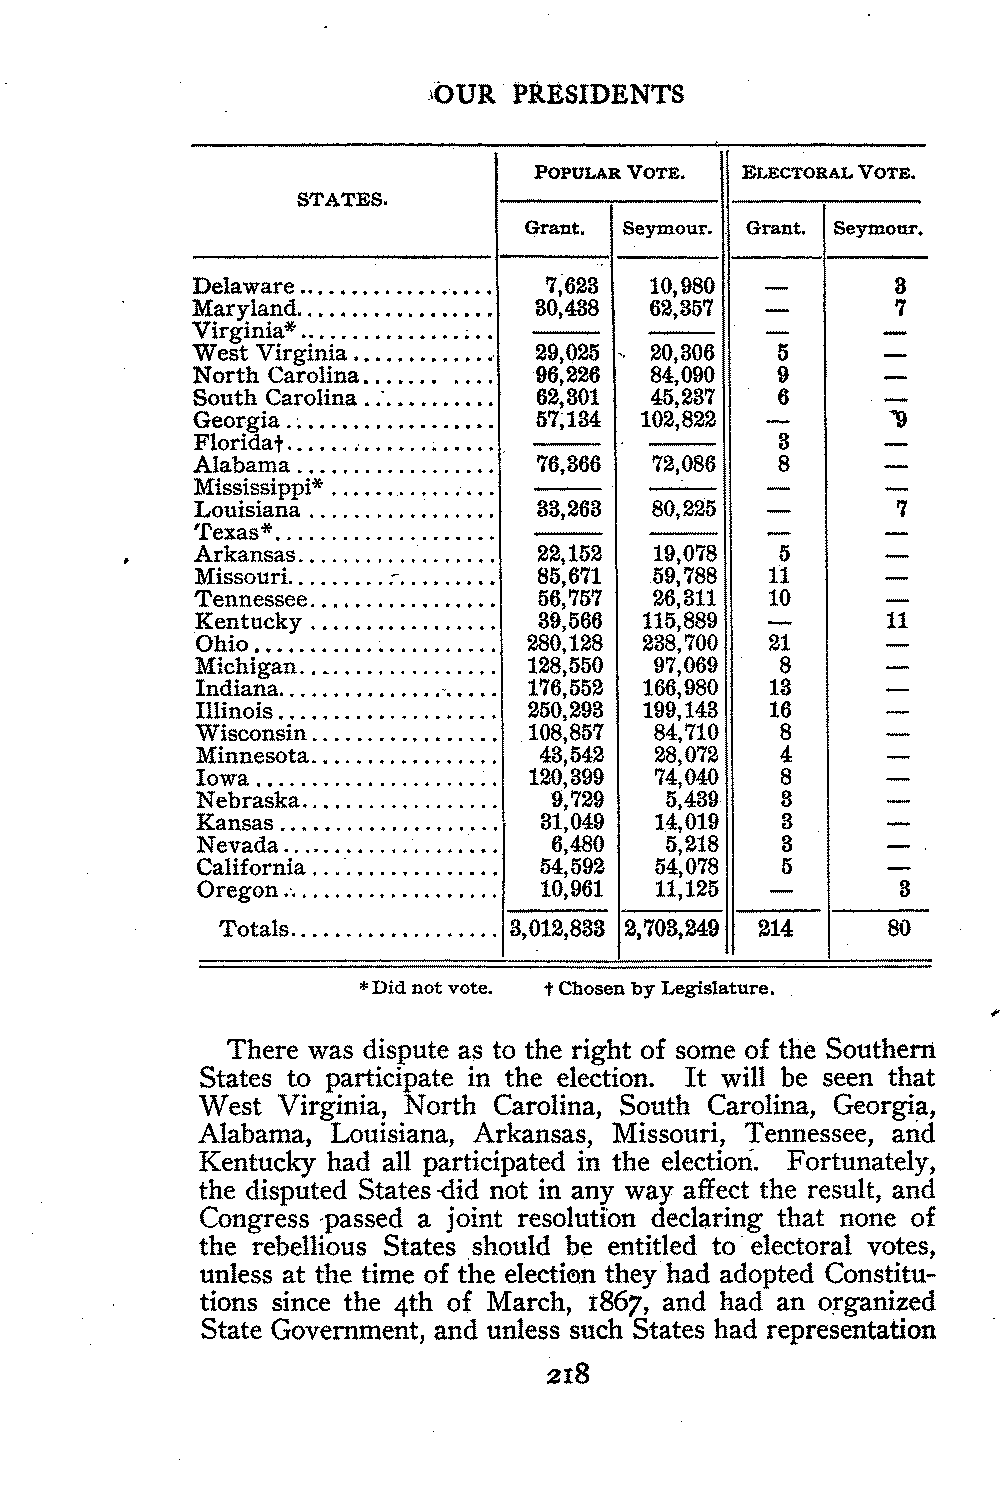 OUR PRESIDENTS
STATES. POPULAR VOTE. ELECTORAL VOTE.
Grant. Seymour. Grant. Seymour.
Delaware.................. 7,623 10,980 — 3
Maryland.................. 30,438 62,357 — 7
Virginia*.................. —— —— — —
West Virginia............. 29,025 20,306 5 —
North Carolina....... .... 96,226 84,090 9 —
South Carolina............ 62,301 45,237 6 —
Georgia................... 57,134 102,822 — 9
Florida†................... —— —— 3 —
Alabama.................. 76,366 72,086 8 —
Mississippi*............... —— —— — —
Louisiana................. 33,263 80,225 — 7
Texas*.................... —— —— — —
Arkansas.................. 22,152 19,078 5 —
Missouri.................. 85,671 59,788 11 —
Tennessee................. 56,757 26,311 10 —
Kentucky................. 39,566 115,889 — 11
Ohio...................... 280,128 238,700 21 —
Michigan.................. 128,550 97,069 8 —
Indiana.................... 176,552 166,980 13 —
Illinois.................... 250,293 199,143 16 —
Wisconsin................. 108,857 84,710 8 —
Minnesota................. 43,542 28,072 4 —
Iowa...................... 120,399 74,040 8 —
Nebraska.................. 9,729 5,439 3 —
Kansas.................... 31,049 14,019 3 —
Nevada.................... 6,480 5,218 3 —
California................. 54,592 54,078 5 —
Oregon.................... 10,961 11,125 — 3
Totals................... 3,012,833 2,703,249 214 80
*Did not vote. † Chosen by Legislature.
There was dispute as to the right of some of the Southern
States to participate in the election. It will be seen that
West Virginia, North Carolina, South Carolina, Georgia,
Alabama, Louisiana, Arkansas, Missouri, Tennessee, and
Kentucky had all participated in the election. Fortunately,
the disputed States did not in any way affect the result, and
Congress passed a joint resolution declaring that none of
the rebellious States should be entitled to electoral votes,
unless at the time of the election they had adopted Constitu-
tions since the 4th of March, 1867, and had an organized
State Government, and unless such States had representation
218